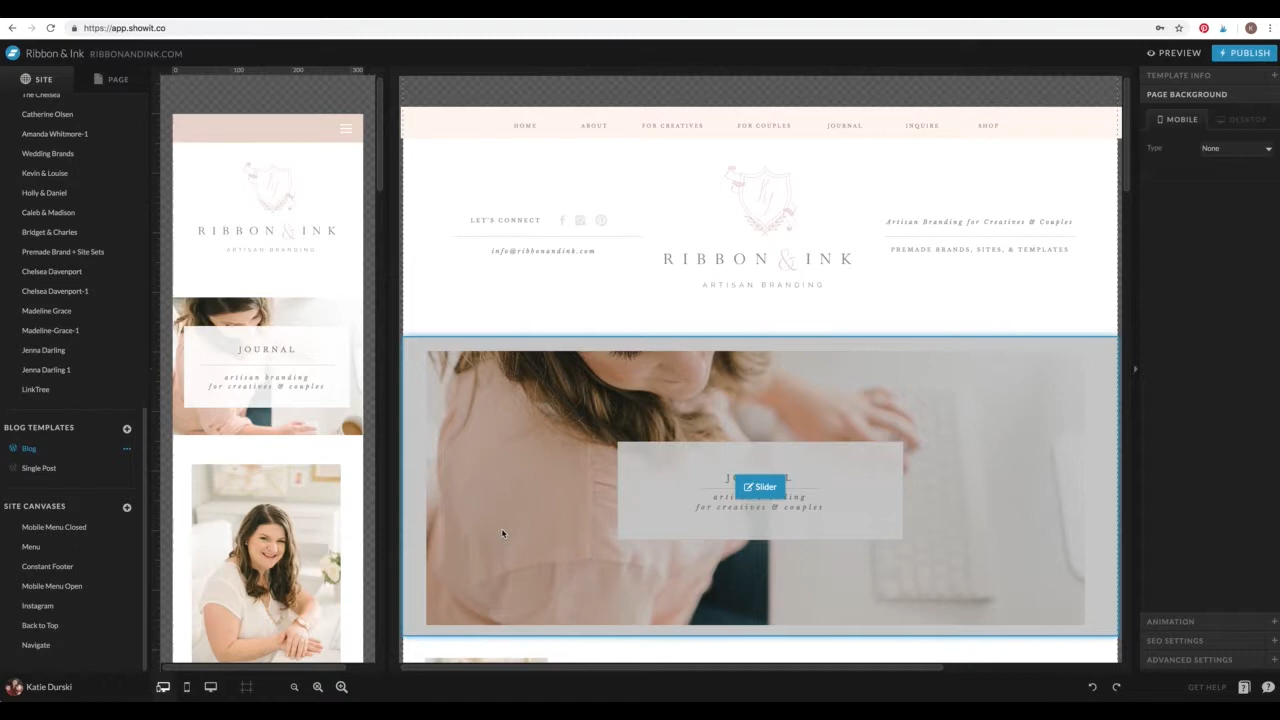 https://app.showit.co
K
Ribbon & Ink RIBBONANDINK.COM
PREVIEW
PUBLISH
SITE
PAGE
The Chelsea
Catherine Olsen
Amanda Whitmore-1
Wedding Brands
Kevin & Louise
Holly & Daniel
Caleb & Madison
Bridget & Charles
Premade Brand + Site Sets
Chelsea Davenport
Chelsea Davenport-1
Madeline Grace
Madeline-Grace-1
Jenna Darling
Jenna Darling 1
LinkTree
BLOG TEMPLATES
Blog
Single Post
SITE CANVASES
Mobile Menu Closed
Menu
Constant Footer
Mobile Menu Open
Instagram
Back to Top
Navigate
Katie Durski
0 100 200 300
RIBBON & INK
ARTISAN BRANDING
JOURNAL
artisan branding
for creatives & couples
HOME ABOUT FOR CREATIVES FOR COUPLES JOURNAL INQUIRE SHOP
LET'S CONNECT
info@ribbonandink.com
RIBBON & INK
ARTISAN BRANDING
Artisan Branding for Creatives & Couples
PREMADE BRANDS, SITES, & TEMPLATES
Slider
for creatives & couples
TEMPLATE INFO
PAGE BACKGROUND
MOBILE
DESKTOP
Type None
ANIMATION
SEO SETTINGS
ADVANCED SETTINGS
GET HELP